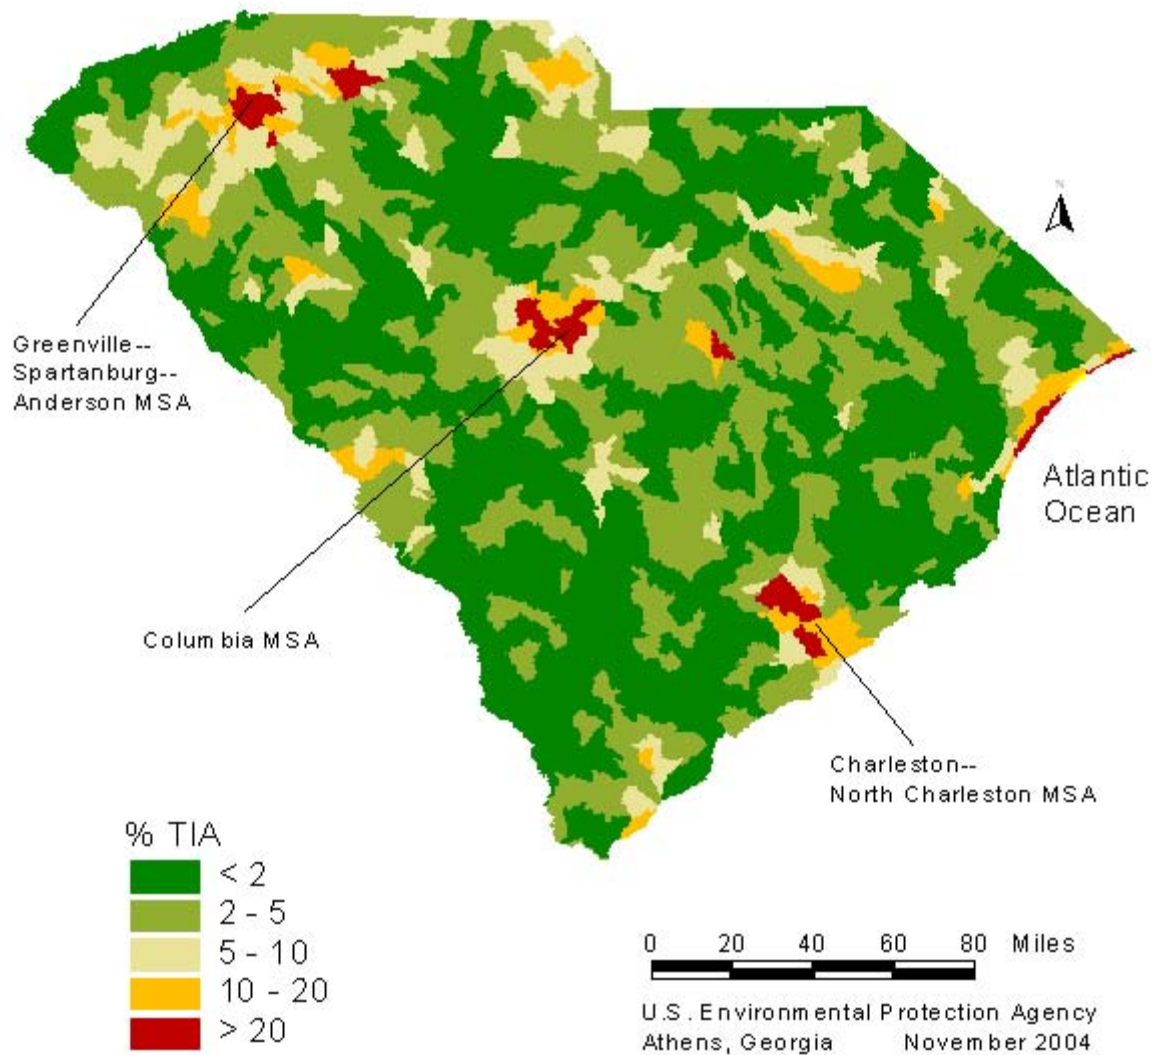 N
Greenville--
Spartanburg--
Anderson MSA
Atlantic
Ocean
Columbia MSA
Charleston--
North Charleston MSA
% TIA
< 2
2 - 5
5 - 10
10 - 20
> 20
0 20 40 60 80 Miles
U.S. Environmental Protection Agency
Athens, Georgia November 2004